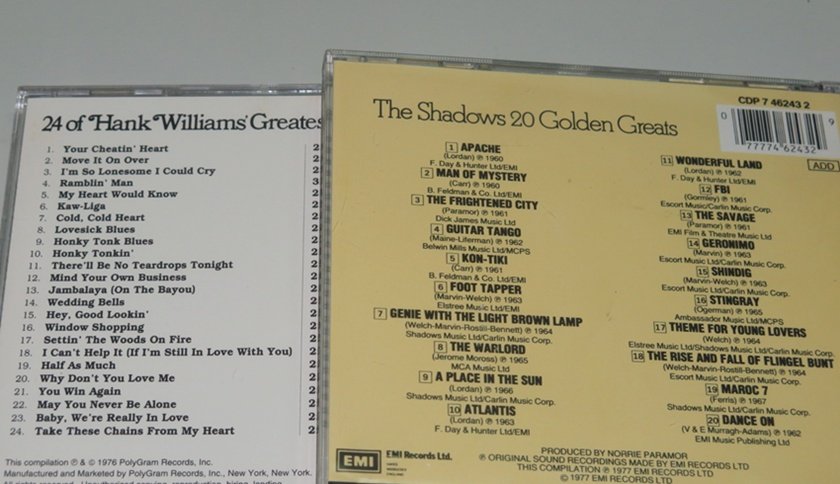 24 of Hank Williams' Greates
1. Your Cheatin' Heart
2. Move It On Over
3. I'm So Lonesome I Could Cry
4. Ramblin' Man
5. My Heart Would Know
6. Kaw-Liga
7. Cold, Cold Heart
8. Lovesick Blues
9. Honky Tonk Blues
10. Honky Tonkin'
11. There'll Be No Teardrops Tonight
12. Mind Your Own Business
13. Jambalaya (On The Bayou)
14. Wedding Bells
15. Hey, Good Lookin'
16. Window Shopping
17. Settin' The Woods On Fire
18. I Can't Help It (If I'm Still In Love With You)
19. Half As Much
20. Why Don't You Love Me
21. You Win Again
22. May You Never Be Alone
23. Baby, We're Really In Love
24. Take These Chains From My Heart
This compilation ℗ & © 1976 PolyGram Records, Inc.
Manufactured and Marketed by PolyGram Records, Inc., New York, New York.
The Shadows 20 Golden Greats
CDP 7 46243 2
0 77774 62432 9
ADD
1 APACHE
(Lordan) ℗ 1960
F. Day & Hunter Ltd/EMI
2 MAN OF MYSTERY
(Carr) ℗ 1960
B. Feldman & Co. Ltd/EMI
3 THE FRIGHTENED CITY
(Paramor) ℗ 1961
Dick James Music Ltd
4 GUITAR TANGO
(Maine-Liferman) ℗ 1962
Belwin Mills Music Ltd/MCPS
5 KON-TIKI
(Carr) ℗ 1961
B. Feldman & Co. Ltd/EMI
6 FOOT TAPPER
(Marvin-Welch) ℗ 1963
Elstree Music Ltd/EMI
7 GENIE WITH THE LIGHT BROWN LAMP
(Welch-Marvin-Rostill-Bennett) ℗ 1964
Shadows Music Ltd/Carlin Music Corp.
8 THE WARLORD
(Jerome Moross) ℗ 1965
MCA Music Ltd
9 A PLACE IN THE SUN
(Lordan) ℗ 1966
Shadows Music Ltd/Carlin Music Corp.
10 ATLANTIS
(Lordan) ℗ 1963
F. Day & Hunter Ltd/EMI
11 WONDERFUL LAND
(Lordan) ℗ 1962
F. Day & Hunter Ltd/EMI
12 FBI
(Gormley) ℗ 1961
Escort Music/Carlin Music Corp.
13 THE SAVAGE
(Paramor) ℗ 1961
EMI Film & Theatre Music Ltd
14 GERONIMO
(Marvin) ℗ 1963
Escort Music Ltd/Carlin Music Corp.
15 SHINDIG
(Marvin-Welch) ℗ 1963
Escort Music Ltd/Carlin Music Corp.
16 STINGRAY
(Ogerman) ℗ 1965
Ambassador Music Ltd/MCPS
17 THEME FOR YOUNG LOVERS
(Welch) ℗ 1964
Elstree Music Ltd/Shadows Music Ltd/Carlin Music Corp.
18 THE RISE AND FALL OF FLINGEL BUNT
(Welch-Marvin-Rostill-Bennett) ℗ 1964
Escort Music Ltd/Carlin Music Corp.
19 MAROC 7
(Ferris) ℗ 1967
Shadows Music Ltd/Carlin Music Corp.
20 DANCE ON
(V & E Murtagh-Adams) ℗ 1962
EMI Music Publishing Ltd
EMI EMI Records Ltd.
PRODUCED BY NORRIE PARAMOR
℗ ORIGINAL SOUND RECORDINGS MADE BY EMI RECORDS LTD
THIS COMPILATION ℗ 1977 EMI RECORDS LTD
© 1977 EMI RECORDS LTD